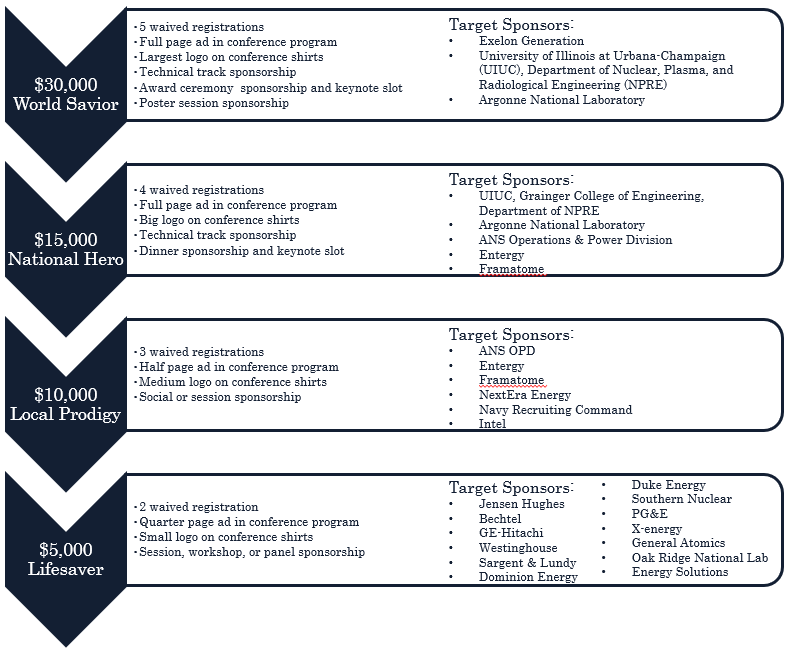 $30,000
World Savior
• 5 waived registrations
• Full page ad in conference program
• Largest logo on conference shirts
• Technical track sponsorship
• Award ceremony  sponsorship and keynote slot
• Poster session sponsorship
Target Sponsors:
• Exelon Generation
• University of Illinois at Urbana-Champaign
(UIUC), Department of Nuclear, Plasma, and
Radiological Engineering (NPRE)
• Argonne National Laboratory
$15,000
National Hero
• 4 waived registrations
• Full page ad in conference program
• Big logo on conference shirts
• Technical track sponsorship
• Dinner sponsorship and keynote slot
Target Sponsors:
• UIUC, Grainger College of Engineering,
Department of NPRE
• Argonne National Laboratory
• ANS Operations & Power Division
• Entergy
• Framatome
$10,000
Local Prodigy
• 3 waived registrations
• Half page ad in conference program
• Medium logo on conference shirts
• Social or session sponsorship
Target Sponsors:
• ANS OPD
• Entergy
• Framatome
• NextEra Energy
• Navy Recruiting Command
• Intel
$5,000
Lifesaver
• 2 waived registration
• Quarter page ad in conference program
• Small logo on conference shirts
• Session, workshop, or panel sponsorship
Target Sponsors:
• Jensen Hughes
• Bechtel
• GE-Hitachi
• Westinghouse
• Sargent & Lundy
• Dominion Energy
• Duke Energy
• Southern Nuclear
• PG&E
• X-energy
• General Atomics
• Oak Ridge National Lab
• Energy Solutions